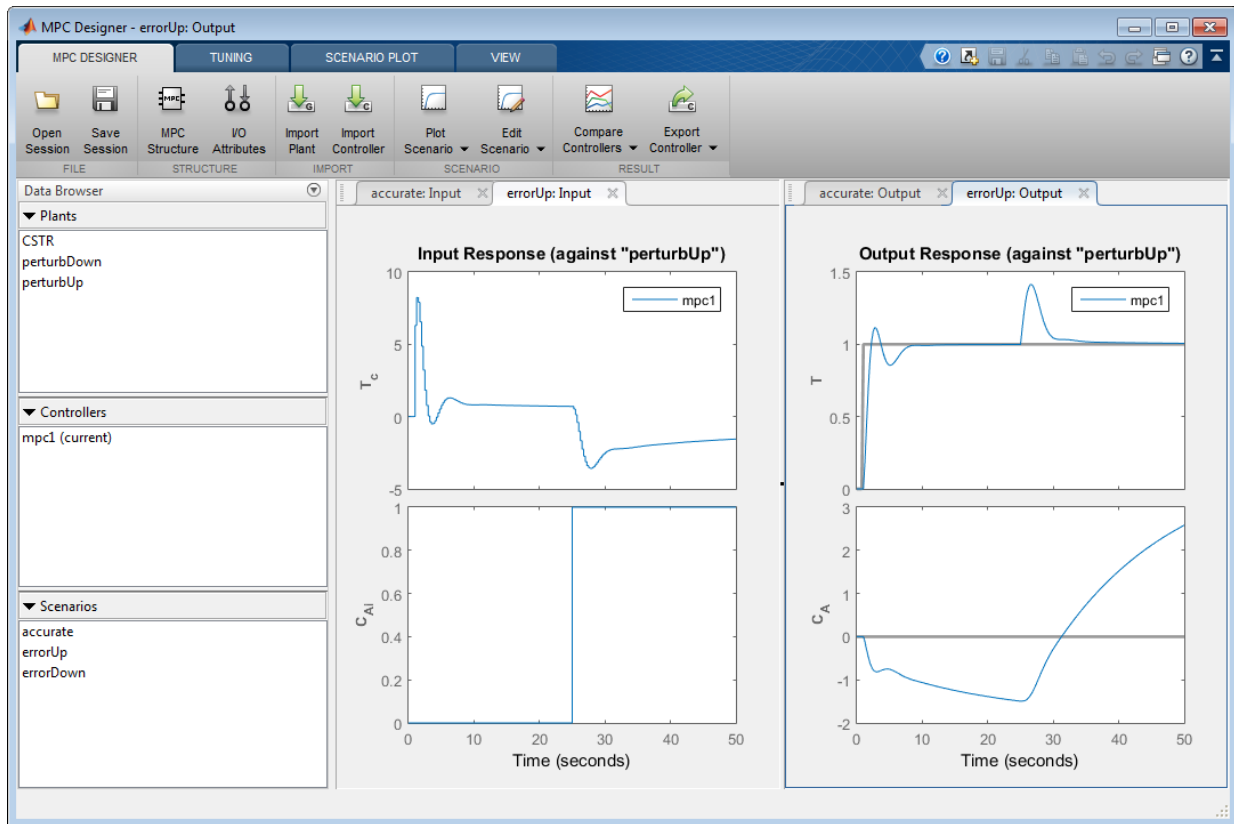 MPC Designer - errorUp: Output
MPC DESIGNER
TUNING
SCENARIO PLOT
VIEW
Open Session
Save Session
MPC Structure
I/O Attributes
Import Plant
Import Controller
Plot Scenario
Edit Scenario
Compare Controllers
Export Controller
FILE
STRUCTURE
IMPORT
SCENARIO
RESULT
Data Browser
Plants
CSTR
perturbDown
perturbUp
Controllers
mpc1 (current)
Scenarios
accurate
errorUp
errorDown
accurate: Input
errorUp: Input
Input Response (against "perturbUp")
mpc1
10
5
0
-5
T_c
1
0.8
0.6
0.4
0.2
0
C_AI
0 10 20 30 40 50
Time (seconds)
accurate: Output
errorUp: Output
Output Response (against "perturbUp")
mpc1
1.5
1
0.5
0
T
3
2
1
0
-1
-2
C_A
0 10 20 30 40 50
Time (seconds)